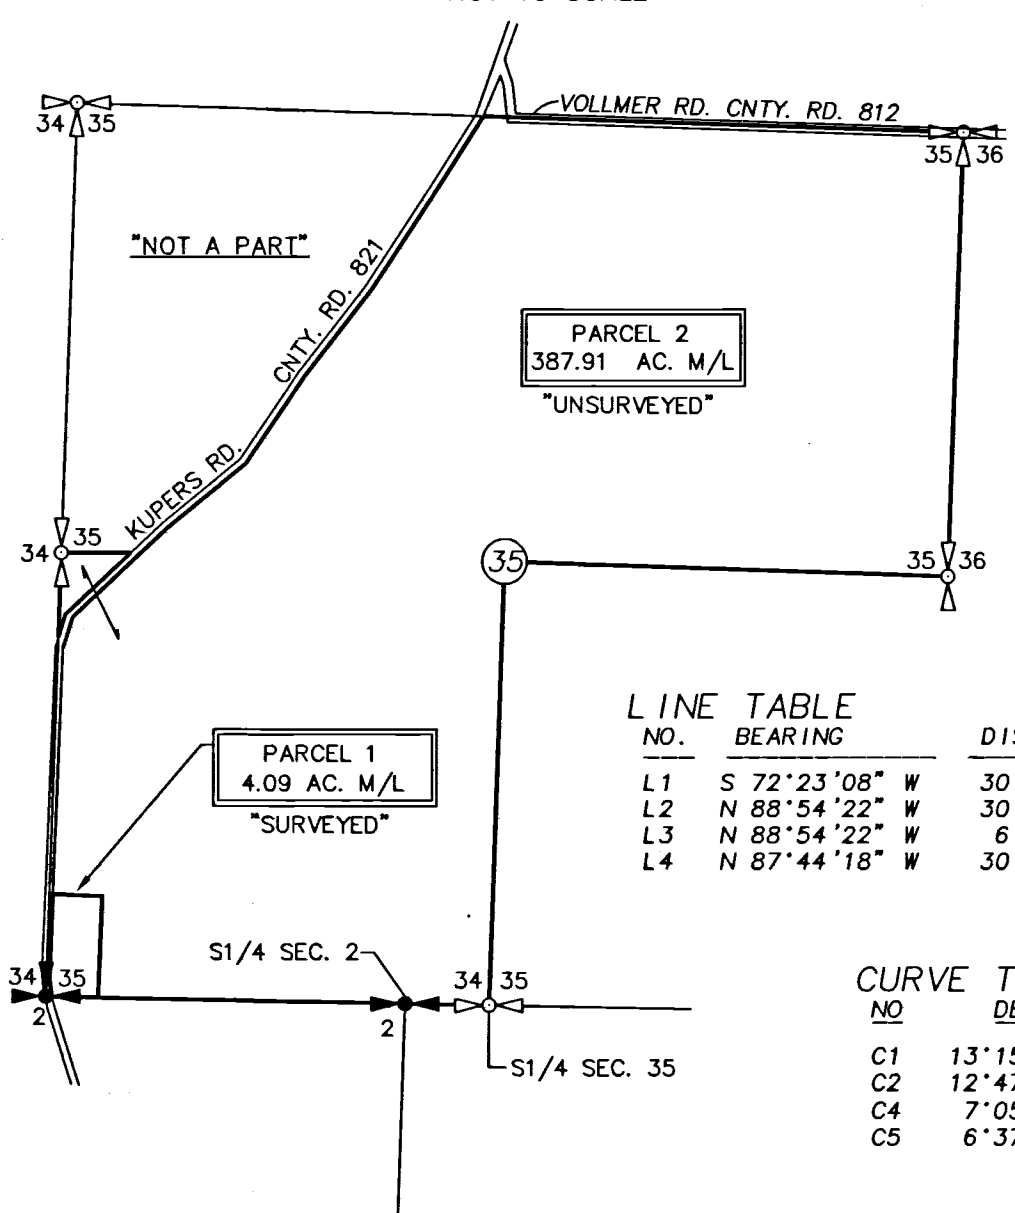 34 35
VOLLMER RD. CNTY. RD. 812
35 36
"NOT A PART"
CNTY. RD. 821
KUPERS RD.
PARCEL 2
387.91 AC. M/L
"UNSURVEYED"
35
34
35
35 36
PARCEL 1
4.09 AC. M/L
"SURVEYED"
LINE TABLE
NO. BEARING
L1 S 72°23'08" W 30
L2 N 88°54'22" W 30
L3 N 88°54'22" W 6
L4 N 87°44'18" W 30
S1/4 SEC. 2
34 35
2
2
34 35
S1/4 SEC. 35
CURVE
NO
C1 13°15
C2 12°47
C4 7°05
C5 6°37